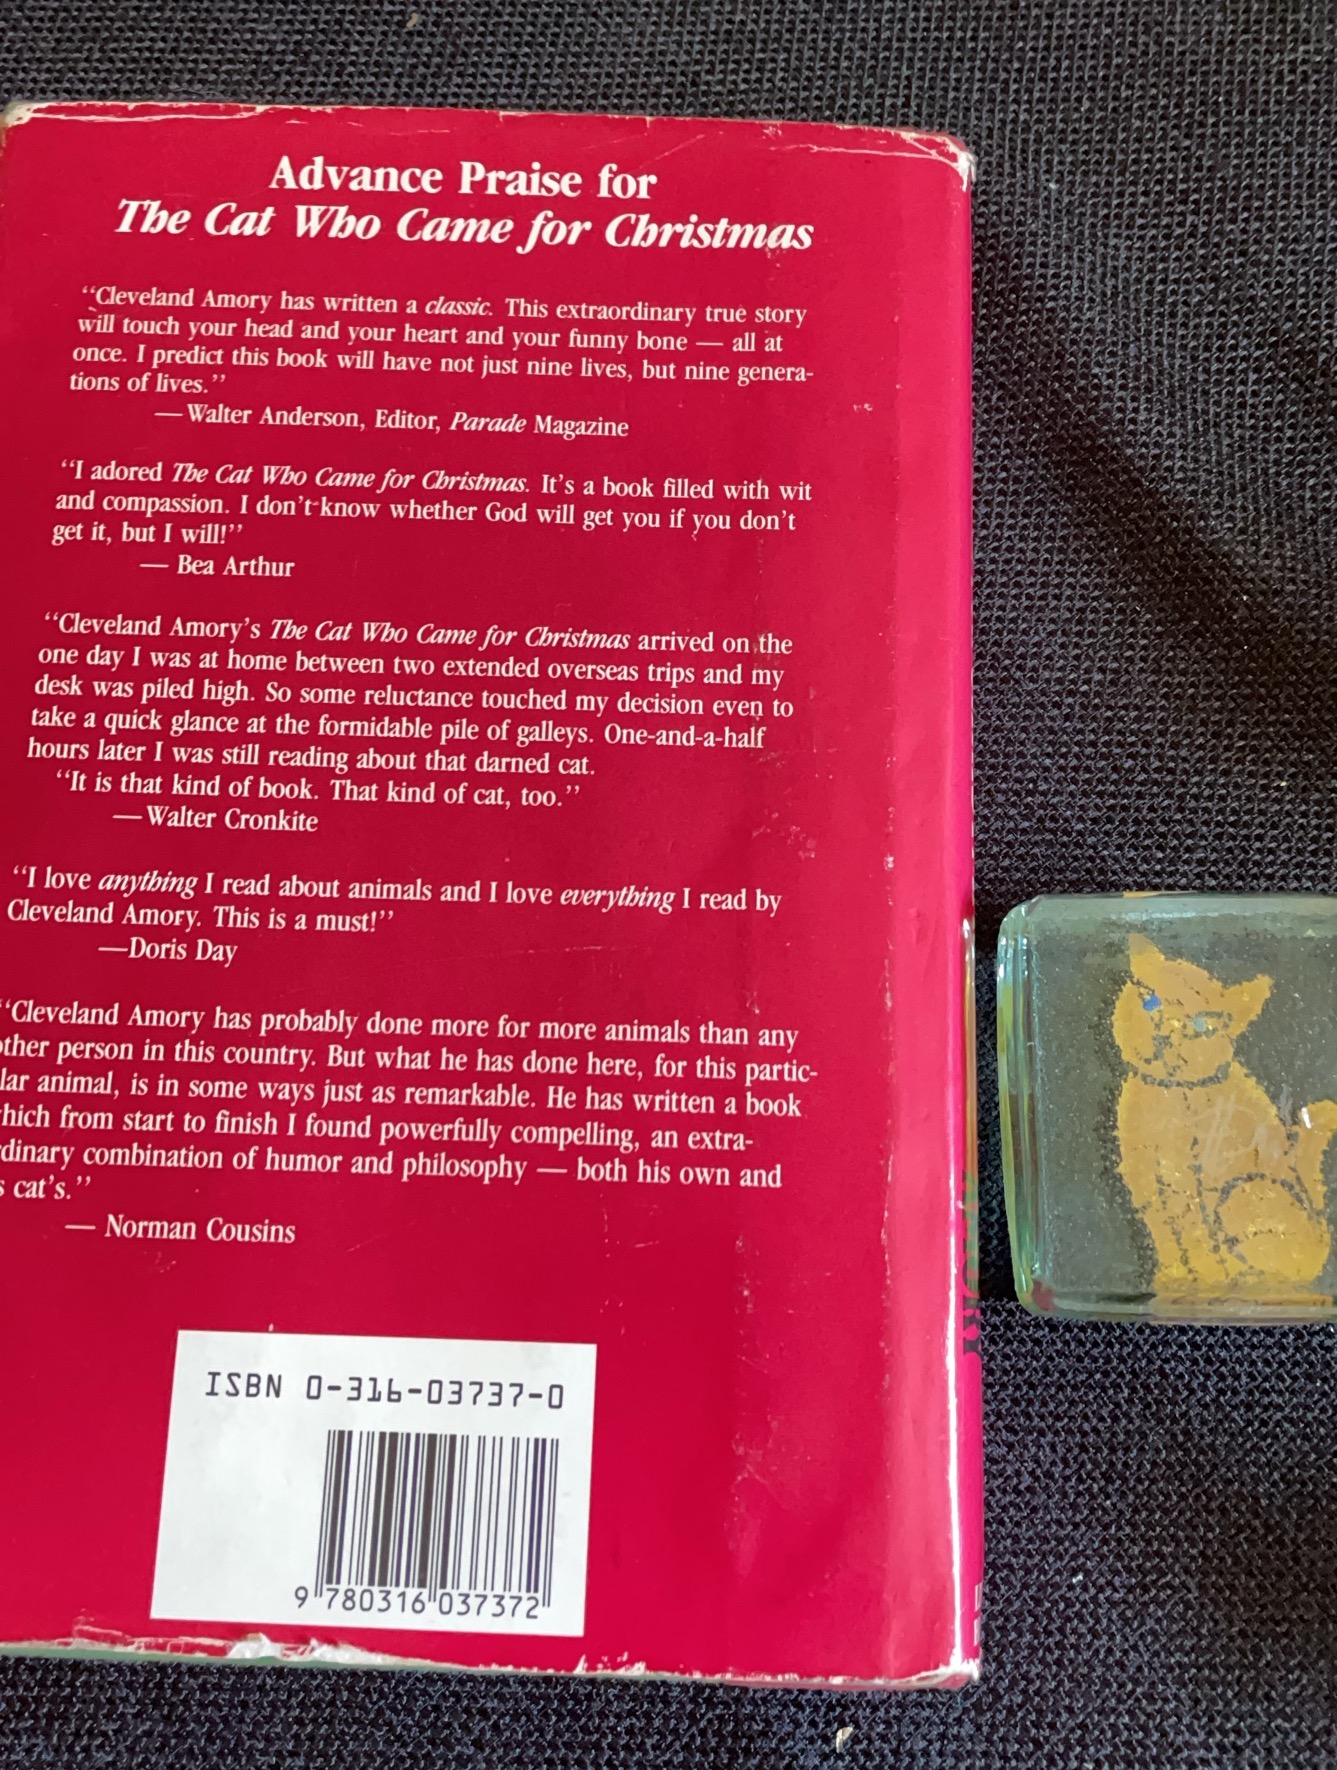 Advance Praise for
The Cat Who Came for Christmas
‘‘Cleveland Amory has written a classic. This extraordinary true story
will touch your head and your heart and your funny bone — all at
once. I predict this book will have not just nine lives, but nine genera-
tions of lives.’’
—Walter Anderson, Editor, Parade Magazine
‘‘I adored The Cat Who Came for Christmas. It’s a book filled with wit
and compassion. I don’t know whether God will get you if you don’t
get it, but I will!’’
— Bea Arthur
‘‘Cleveland Amory’s The Cat Who Came for Christmas arrived on the
one day I was at home between two extended overseas trips and my
desk was piled high. So some reluctance touched my decision even to
take a quick glance at the formidable pile of galleys. One-and-a-half
hours later I was still reading about that darned cat.
‘‘It is that kind of book. That kind of cat, too.’’
—Walter Cronkite
‘‘I love anything I read about animals and I love everything I read by
Cleveland Amory. This is a must!’’
—Doris Day
‘‘Cleveland Amory has probably done more for more animals than any
other person in this country. But what he has done here, for this partic-
lar animal, is in some ways just as remarkable. He has written a book
hich from start to finish I found powerfully compelling, an extra-
dinary combination of humor and philosophy — both his own and
s cat’s.’’
— Norman Cousins
ISBN 0-316-03737-0
9 780316 037372